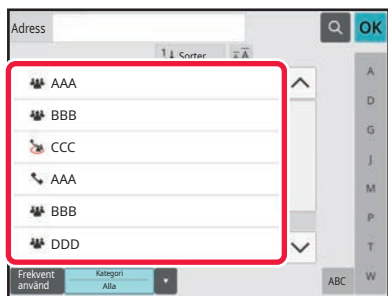 Adress
OK
Sorter
AAA
BBB
CCC
AAA
BBB
DDD
A
D
G
J
M
P
T
W
Frekvent
använd
Kategori
Alla
ABC